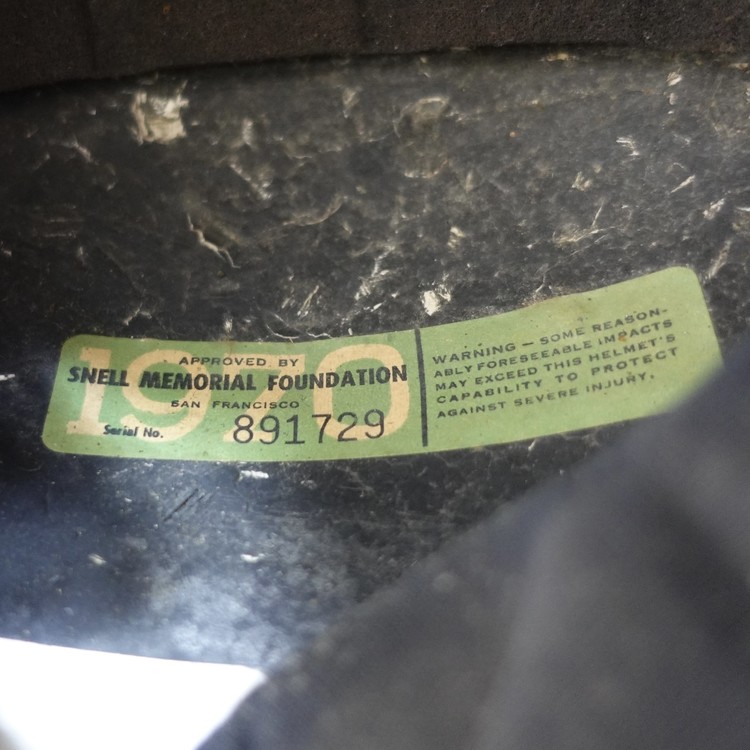 1970
APPROVED BY
SNELL MEMORIAL FOUNDATION
SAN FRANCISCO
Serial No. 891729
WARNING — SOME REASON-
ABLY FORESEEABLE IMPACTS
MAY EXCEED THIS HELMET'S
CAPABILITY TO PROTECT
AGAINST SEVERE INJURY.